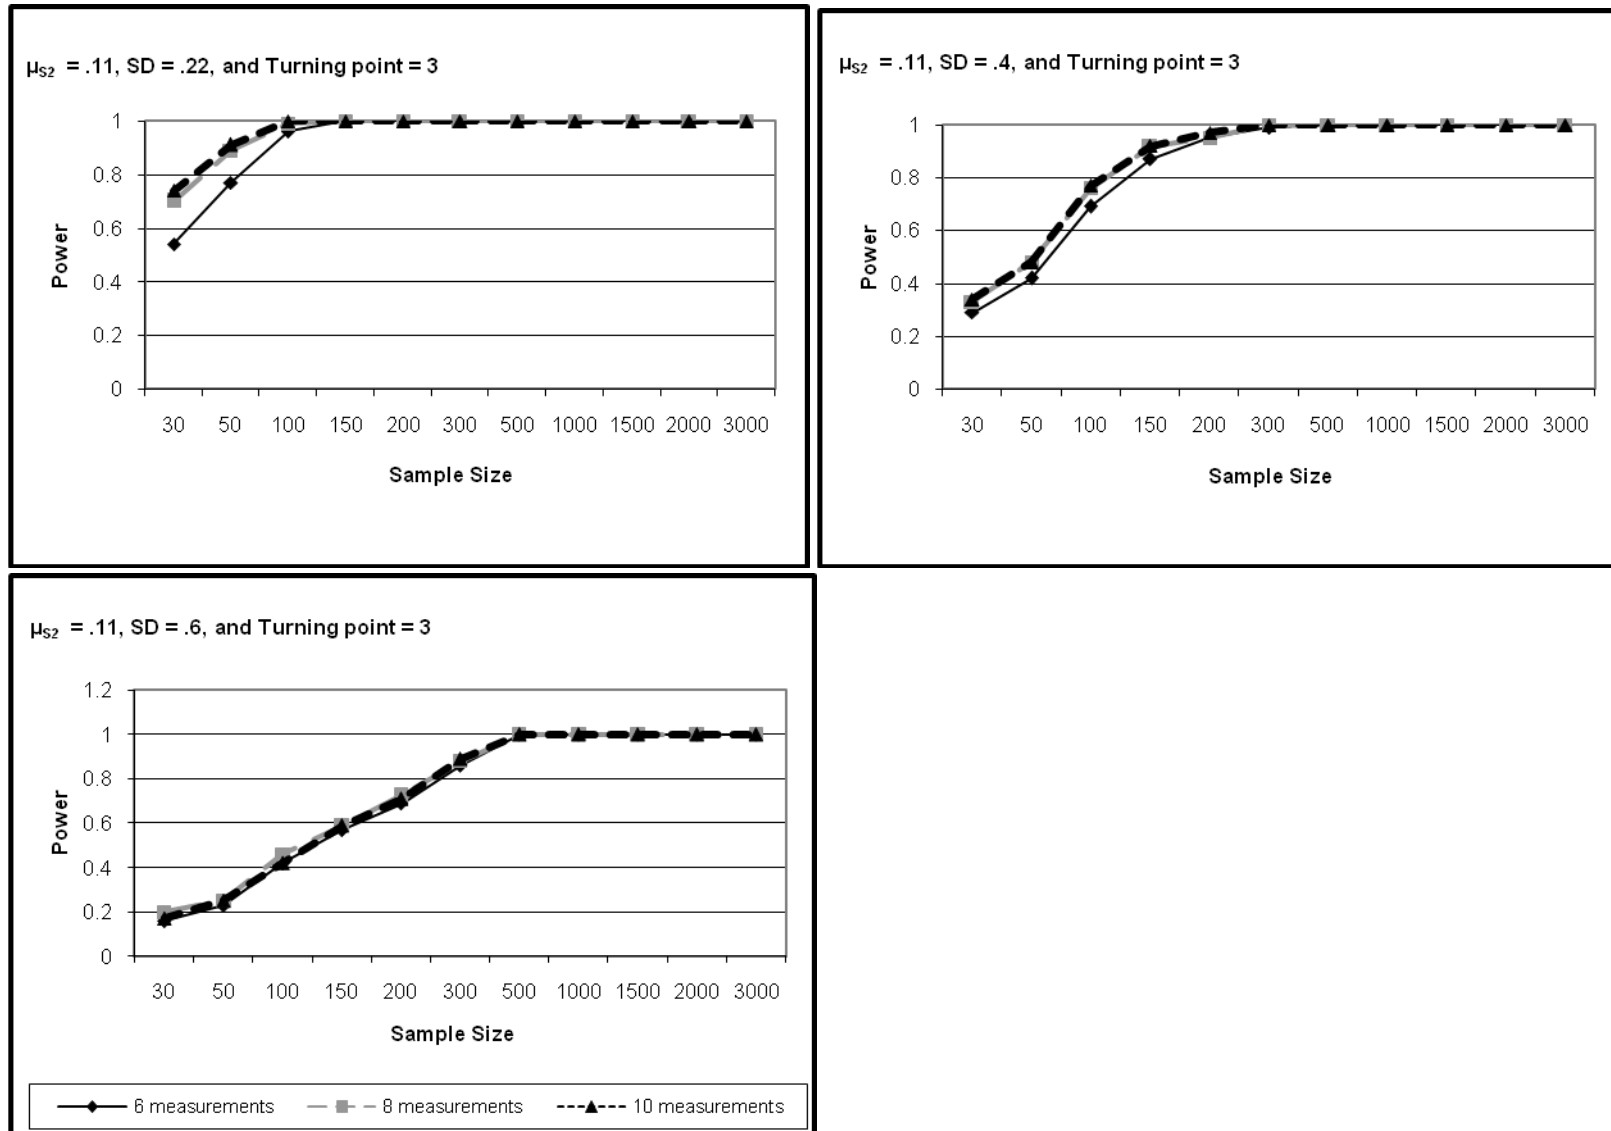 μS2 = .11, SD = .22, and Turning point = 3
1
0.8
0.6
0.4
0.2
0
Power
30 50 100 150 200 300 500 1000 1500 2000 3000
Sample Size
μS2 = .11, SD = .4, and Turning point = 3
1
0.8
0.6
0.4
0.2
0
Power
30 50 100 150 200 300 500 1000 1500 2000 3000
Sample Size
μS2 = .11, SD = .6, and Turning point = 3
1.2
1
0.8
0.6
0.4
0.2
0
Power
30 50 100 150 200 300 500 1000 1500 2000 3000
Sample Size
6 measurements 8 measurements 10 measurements